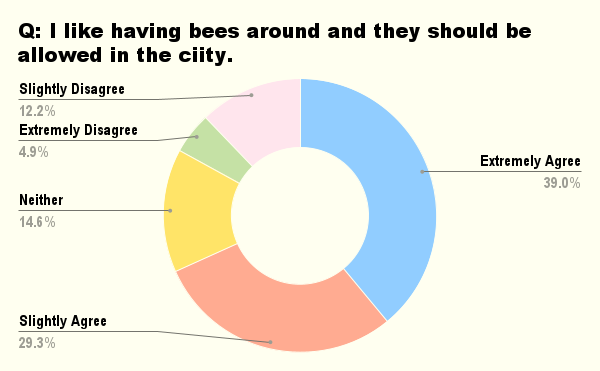 Q: I like having bees around and they should be
allowed in the ciity.
Slightly Disagree
12.2%
Extremely Disagree
4.9%
Neither
14.6%
Slightly Agree
29.3%
Extremely Agree
39.0%